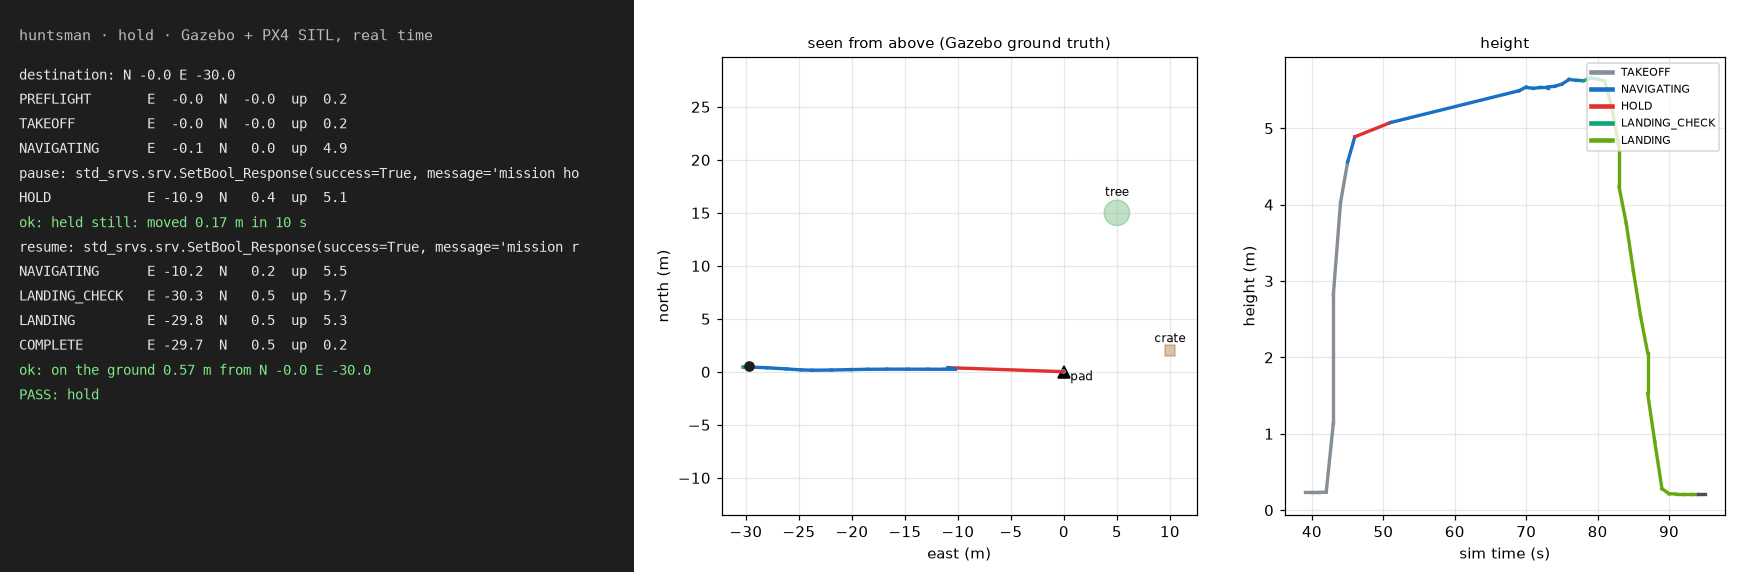 huntsman · hold · Gazebo + PX4 SITL, real time
destination: N -0.0 E -30.0
PREFLIGHT E -0.0 N -0.0 up 0.2
TAKEOFF E -0.0 N -0.0 up 0.2
NAVIGATING E -0.1 N 0.0 up 4.9
pause: std_srvs.srv.SetBool_Response(success=True, message='mission ho
HOLD E -10.9 N 0.4 up 5.1
ok: held still: moved 0.17 m in 10 s
resume: std_srvs.srv.SetBool_Response(success=True, message='mission r
NAVIGATING E -10.2 N 0.2 up 5.5
LANDING_CHECK E -30.3 N 0.5 up 5.7
LANDING E -29.8 N 0.5 up 5.3
COMPLETE E -29.7 N 0.5 up 0.2
ok: on the ground 0.57 m from N -0.0 E -30.0
PASS: hold
seen from above (Gazebo ground truth)
north (m)
25
20
15
10
5
0
−5
−10
tree
crate
pad
−30 −25 −20 −15 −10 −5 0 5 10
east (m)
height
height (m)
5
4
3
2
1
0
TAKEOFF
NAVIGATING
HOLD
LANDING_CHECK
LANDING
40 50 60 70 80 90
sim time (s)